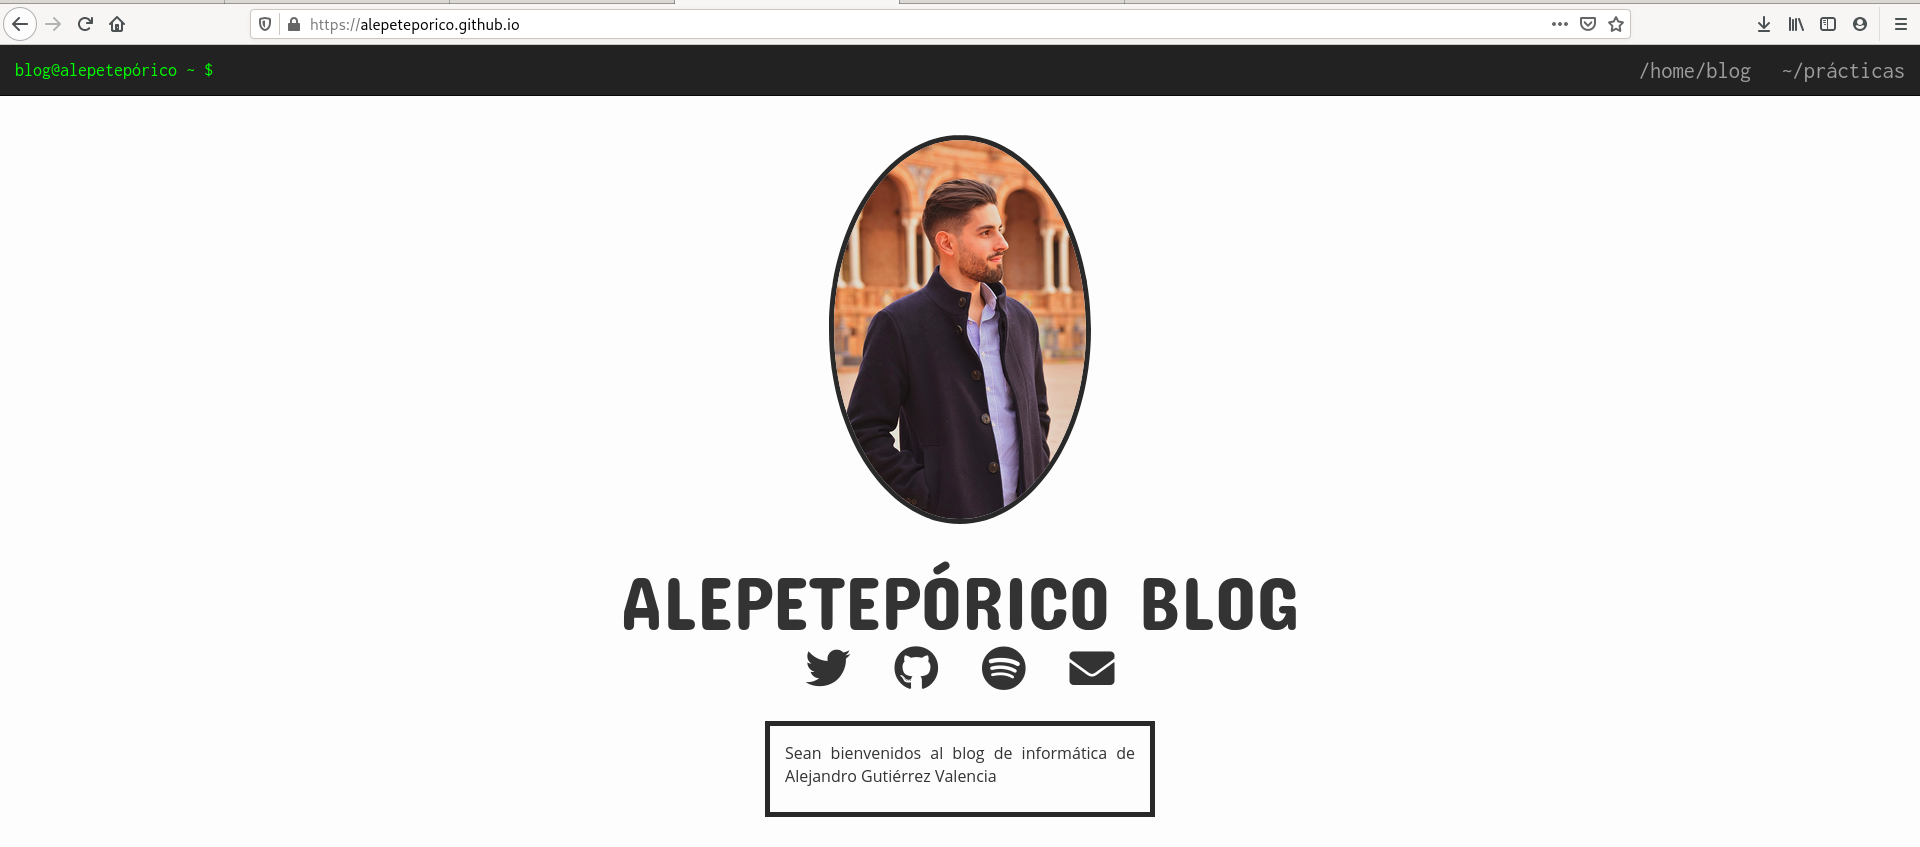 https://alepeteporico.github.io
blog@alepetepórico ~ $
/home/blog
~/prácticas
ALEPETEPÓRICO BLOG
Sean bienvenidos al blog de informática de
Alejandro Gutiérrez Valencia